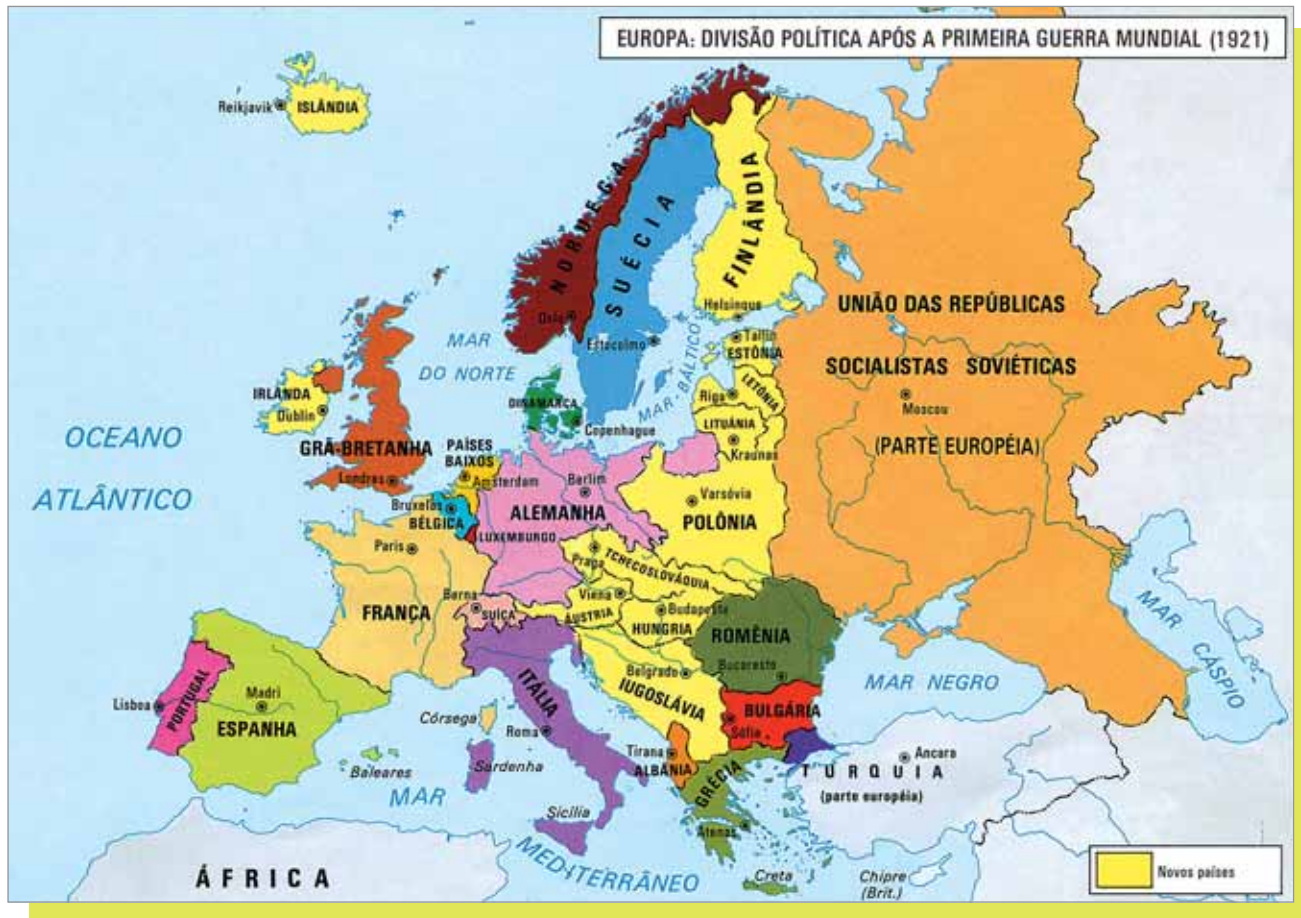 EUROPA: DIVISÃO POLÍTICA APÓS A PRIMEIRA GUERRA MUNDIAL (1921)
Reikjavik
ISLÂNDIA
NORUEGA
SUÉCIA
FINLÂNDIA
Helsinque
UNIÃO DAS REPÚBLICAS
SOCIALISTAS SOVIÉTICAS
Moscou
(PARTE EUROPÉIA)
Oslo
Estocolmo
Tallin
ESTÔNIA
MAR
DO NORTE
MAR BÁLTICO
LETÔNIA
Riga
LITUÂNIA
Kraunas
IRLANDA
Dublin
DINAMARCA
Copenhague
OCEANO
ATLÂNTICO
GRÃ-BRETANHA
Londres
PAÍSES
BAIXOS
Amsterdam
Berlim
Varsóvia
Bruxelas
BÉLGICA
ALEMANHA
POLÔNIA
LUXEMBURGO
Paris
Praga
TCHECOSLOVÁQUIA
Berna
SUÍÇA
Viena
ÁUSTRIA
Budapeste
HUNGRIA
FRANÇA
ROMÊNIA
Bucareste
Belgrado
IUGOSLÁVIA
ITÁLIA
MAR NEGRO
MAR CÁSPIO
Lisboa
PORTUGAL
Madri
ESPANHA
Córsega
Roma
BULGÁRIA
Sófia
Tirana
ALBÂNIA
Ancara
TURQUIA
(parte européia)
Baleares
Sardenha
GRÉCIA
MAR
MEDITERRÂNEO
Sicília
Atenas
ÁFRICA
Creta
Chipre
(Brit.)
Novos países